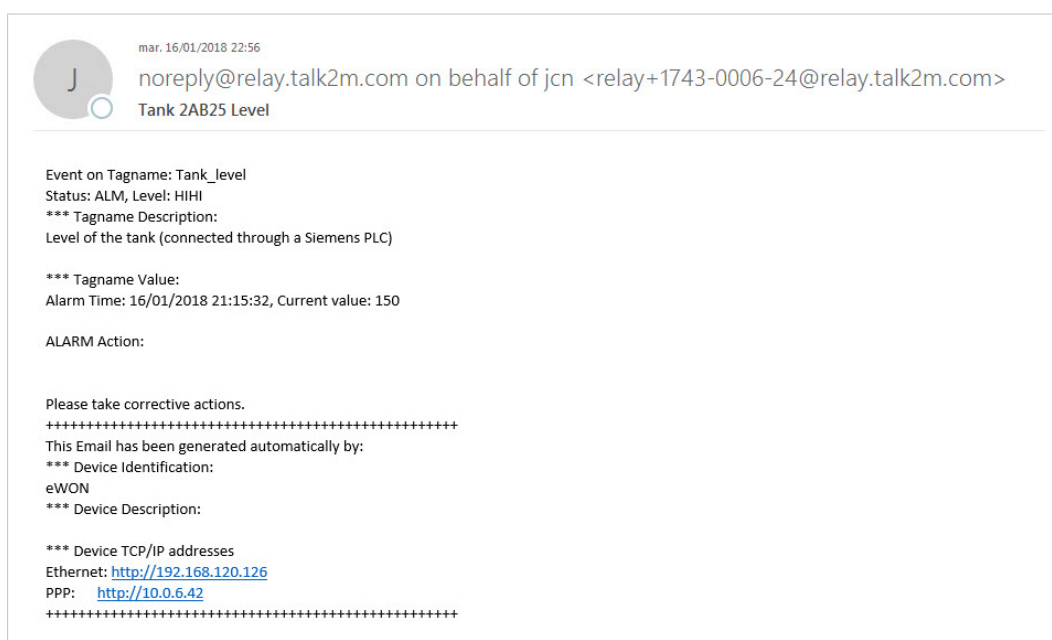 mar. 16/01/2018 22:56
J
noreply@relay.talk2m.com on behalf of jcn <relay+1743-0006-24@relay.talk2m.com>
Tank 2AB25 Level
Event on Tagname: Tank_level
Status: ALM, Level: HIHI
*** Tagname Description:
Level of the tank (connected through a Siemens PLC)
*** Tagname Value:
Alarm Time: 16/01/2018 21:15:32, Current value: 150
ALARM Action:
Please take corrective actions.
++++++++++++++++++++++++++++++++++++++++++++++++++
This Email has been generated automatically by:
*** Device Identification:
eWON
*** Device Description:
*** Device TCP/IP addresses
Ethernet: http://192.168.120.126
PPP: http://10.0.6.42
++++++++++++++++++++++++++++++++++++++++++++++++++